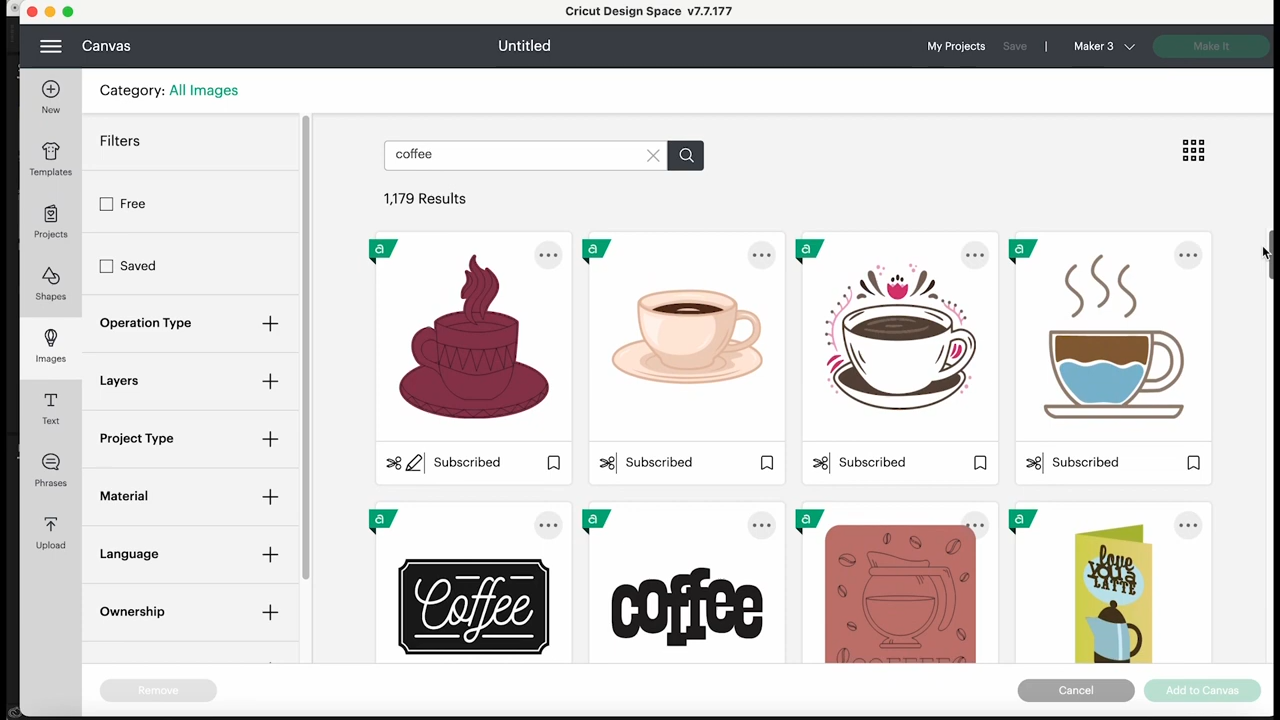 Cricut Design Space v7.7.177
Canvas
Untitled
My Projects Save | Maker 3
Make It
New
Templates
Projects
Shapes
Images
Text
Phrases
Upload
Category: All Images
Filters
Free
Saved
Operation Type
Layers
Project Type
Material
Language
Ownership
coffee
1,179 Results
a
a
a
a
Subscribed
Subscribed
Subscribed
Subscribed
a
a
a
a
Coffee
coffee
love
you a
LATTE
Remove
Cancel
Add to Canvas